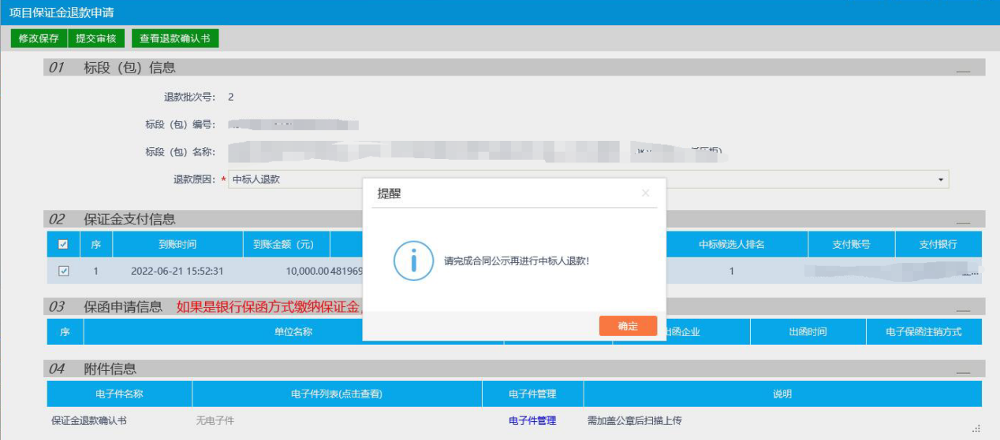 项目保证金退款申请
修改保存 提交审核 查看退款确认书
01 标段（包）信息
退款批次号： 2
标段（包）编号：
标段（包）名称：
退款原因：* 中标人退款
提醒
请完成合同公示再进行中标人退款！
确定
02 保证金支付信息
序 到账时间 到账金额（元） 中标候选人排名 支付账号 支付银行
1 2022-06-21 15:52:31 10,000.00 481969 1
03 保函申请信息 如果是银行保函方式缴纳保证金
序 单位名称 出函企业 出函时间 电子保函注销方式
04 附件信息
电子件名称 电子件列表(点击查看) 电子件管理 说明
保证金退款确认书 无电子件 电子件管理 需加盖公章后扫描上传